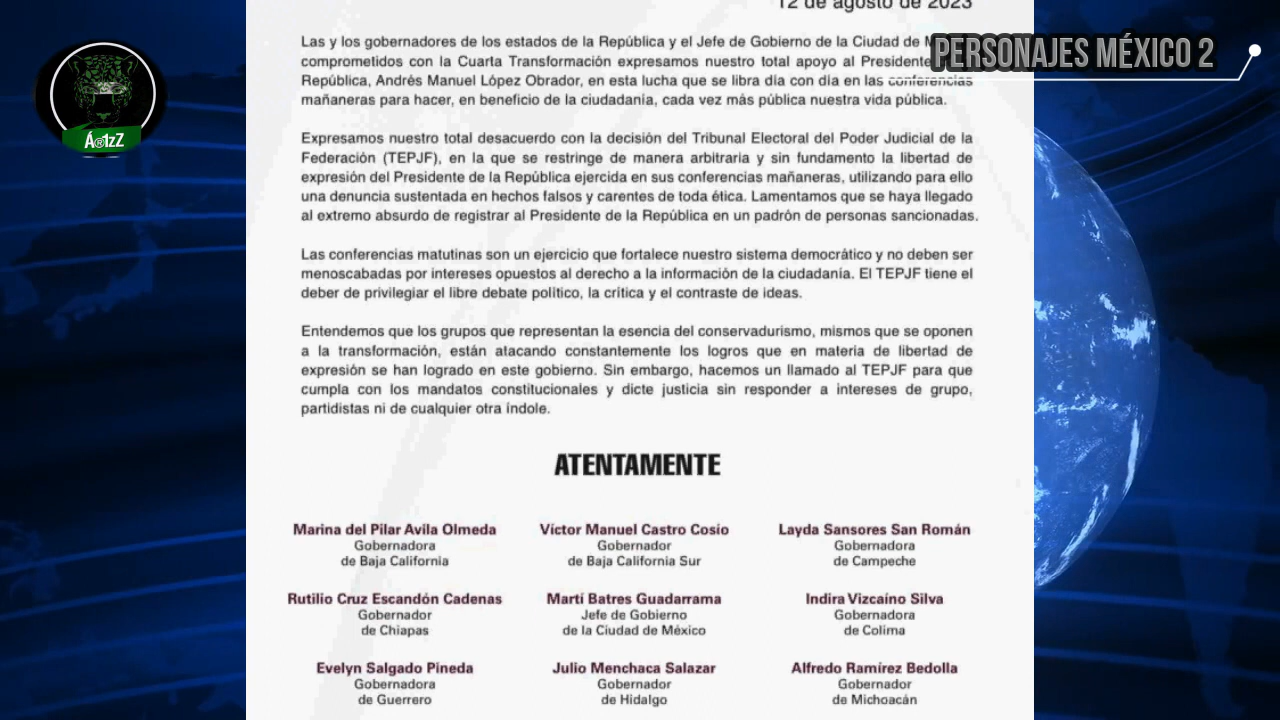 12 de agosto de 2023
PERSONAJES MÉXICO 2
Á®1zZ
Las y los gobernadores de los estados de la República y el Jefe de Gobierno de la Ciudad de
comprometidos con la Cuarta Transformación expresamos nuestro total apoyo al Presidente
República, Andrés Manuel López Obrador, en esta lucha que se libra día con día en las conferencias
mañaneras para hacer, en beneficio de la ciudadanía, cada vez más pública nuestra vida pública.
Expresamos nuestro total desacuerdo con la decisión del Tribunal Electoral del Poder Judicial de la
Federación (TEPJF), en la que se restringe de manera arbitraria y sin fundamento la libertad de
expresión del Presidente de la República ejercida en sus conferencias mañaneras, utilizando para ello
una denuncia sustentada en hechos falsos y carentes de toda ética. Lamentamos que se haya llegado
al extremo absurdo de registrar al Presidente de la República en un padrón de personas sancionadas.
Las conferencias matutinas son un ejercicio que fortalece nuestro sistema democrático y no deben ser
menoscabadas por intereses opuestos al derecho a la información de la ciudadanía. El TEPJF tiene el
deber de privilegiar el libre debate político, la crítica y el contraste de ideas.
Entendemos que los grupos que representan la esencia del conservadurismo, mismos que se oponen
a la transformación, están atacando constantemente los logros que en materia de libertad de
expresión se han logrado en este gobierno. Sin embargo, hacemos un llamado al TEPJF para que
cumpla con los mandatos constitucionales y dicte justicia sin responder a intereses de grupo,
partidistas ni de cualquier otra índole.
ATENTAMENTE
Marina del Pilar Avila Olmeda
Gobernadora
de Baja California
Víctor Manuel Castro Cosio
Gobernador
de Baja California Sur
Layda Sansores San Román
Gobernadora
de Campeche
Rutilio Cruz Escandón Cadenas
Gobernador
de Chiapas
Martí Batres Guadarrama
Jefe de Gobierno
de la Ciudad de México
Indira Vizcaíno Silva
Gobernadora
de Colima
Evelyn Salgado Pineda
Gobernadora
de Guerrero
Julio Menchaca Salazar
Gobernador
de Hidalgo
Alfredo Ramírez Bedolla
Gobernador
de Michoacán